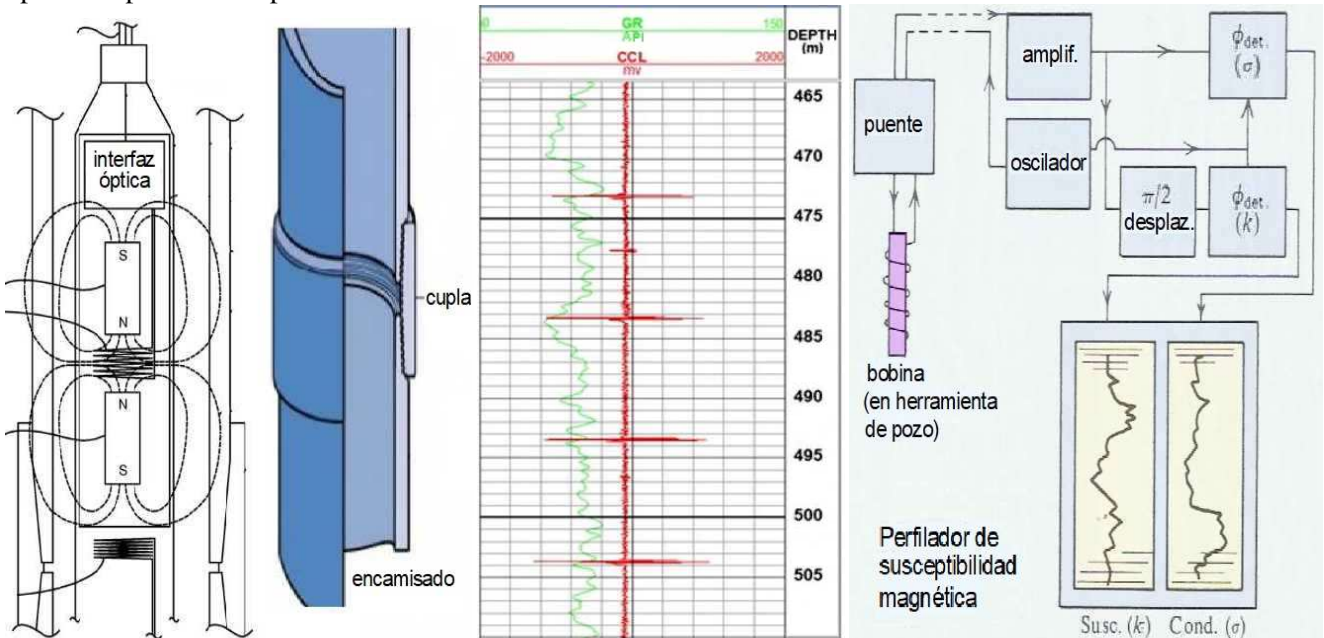 interfaz
óptica
S
N
N
S
cupla
encamisado
0 GR 150
API
-2000 CCL 2000
mv
DEPTH
(m)
465
470
475
480
485
490
495
500
505
amplif.
ϕdet.
(σ)
puente
oscilador
π/2
desplaz.
ϕdet.
(k)
bobina
(en herramienta
de pozo)
Perfilador de
susceptibilidad
magnética
Susc. (k) Cond. (σ)